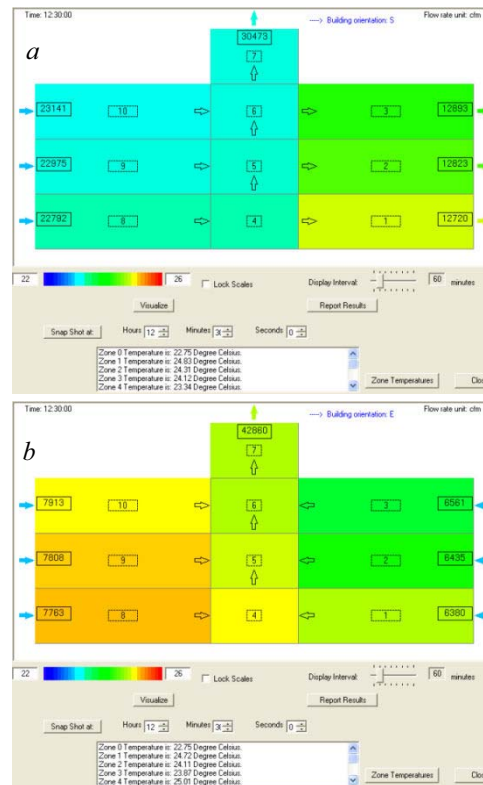 Time: 12:30:00
Building orientation: S
Flow rate unit: cfm
a
30473
7
23141
10
6
3
12893
22975
9
5
2
12823
22792
8
4
1
12720
22
26
Lock Scales
Display Interval:
60
minutes
Visualize
Report Results
Snap Shot at:
Hours
12
Minutes
Seconds
0
Zone 0 Temperature is: 22.75 Degree Celsius.
Zone 1 Temperature is: 24.83 Degree Celsius.
Zone 2 Temperature is: 24.31 Degree Celsius.
Zone 3 Temperature is: 24.12 Degree Celsius.
Zone 4 Temperature is: 23.34 Degree Celsius.
Zone Temperatures
Clos
Time: 12:30:00
Building orientation: E
Flow rate unit: cfm
b
42860
7
7913
10
6
3
6561
7808
9
5
2
6435
7763
8
4
1
6380
22
26
Lock Scales
Display Interval:
60
minutes
Visualize
Report Results
Snap Shot at:
Hours
12
Minutes
Seconds
0
Zone 0 Temperature is: 22.75 Degree Celsius.
Zone 1 Temperature is: 24.72 Degree Celsius.
Zone 2 Temperature is: 24.11 Degree Celsius.
Zone 3 Temperature is: 23.87 Degree Celsius.
Zone 4 Temperature is: 25.01 Degree Celsius.
Zone Temperatures
Clo